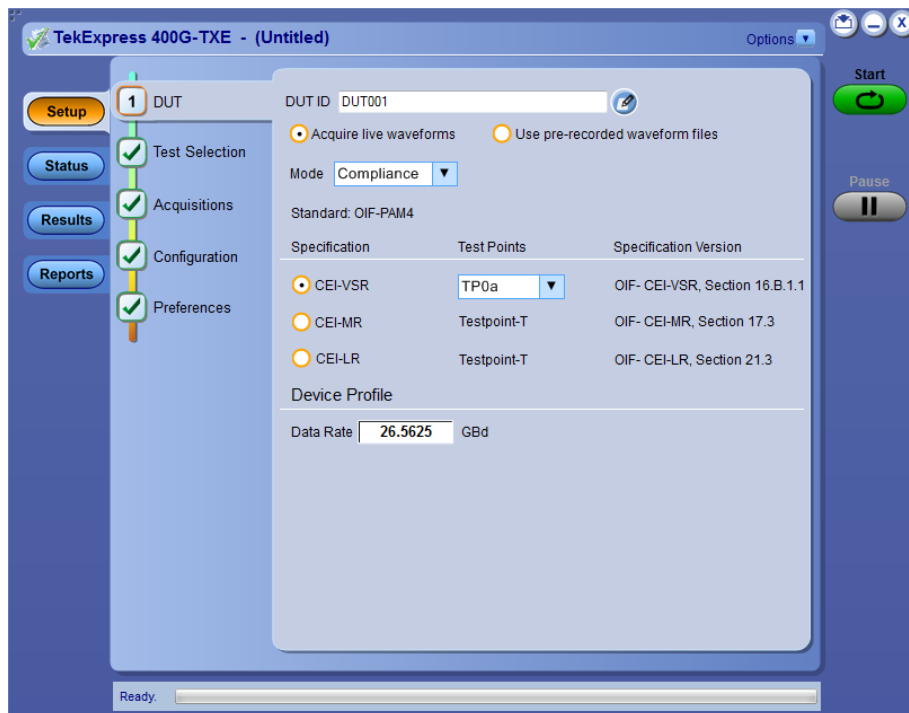 TekExpress 400G-TXE - (Untitled)
Options
X
Start
Pause
Setup
Status
Results
Reports
1 DUT
Test Selection
Acquisitions
Configuration
Preferences
DUT ID DUT001
Acquire live waveforms Use pre-recorded waveform files
Mode Compliance
Standard: OIF-PAM4
Specification Test Points Specification Version
CEI-VSR TP0a OIF- CEI-VSR, Section 16.B.1.1
CEI-MR Testpoint-T OIF- CEI-MR, Section 17.3
CEI-LR Testpoint-T OIF- CEI-LR, Section 21.3
Device Profile
Data Rate 26.5625 GBd
Ready.